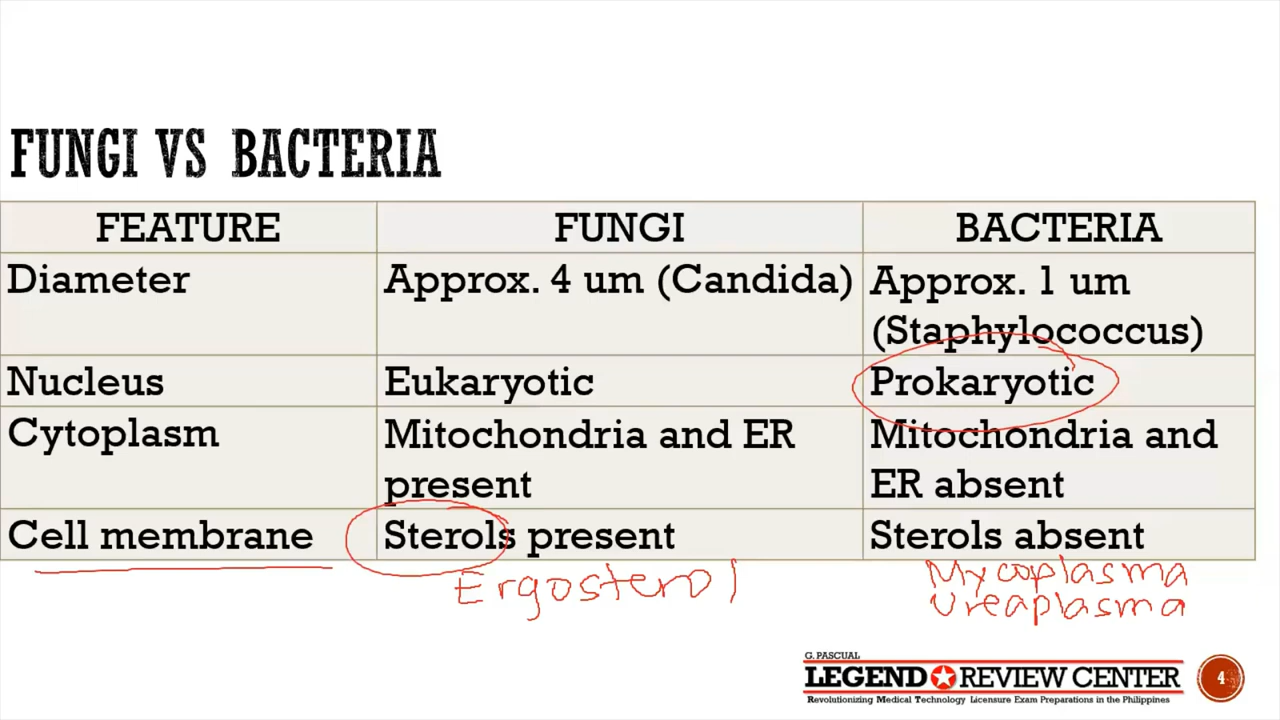 FUNGI VS BACTERIA
FEATURE FUNGI BACTERIA
Diameter Approx. 4 um (Candida) Approx. 1 um
(Staphylococcus)
Nucleus Eukaryotic Prokaryotic
Cytoplasm Mitochondria and ER Mitochondria and
present ER absent
Cell membrane Sterols present Sterols absent
Ergosterol Mycoplasma
Ureaplasma
G. PASCUAL
LEGEND REVIEW CENTER
Revolutionizing Medical Technology Licensure Exam Preparations in the Philippines
4